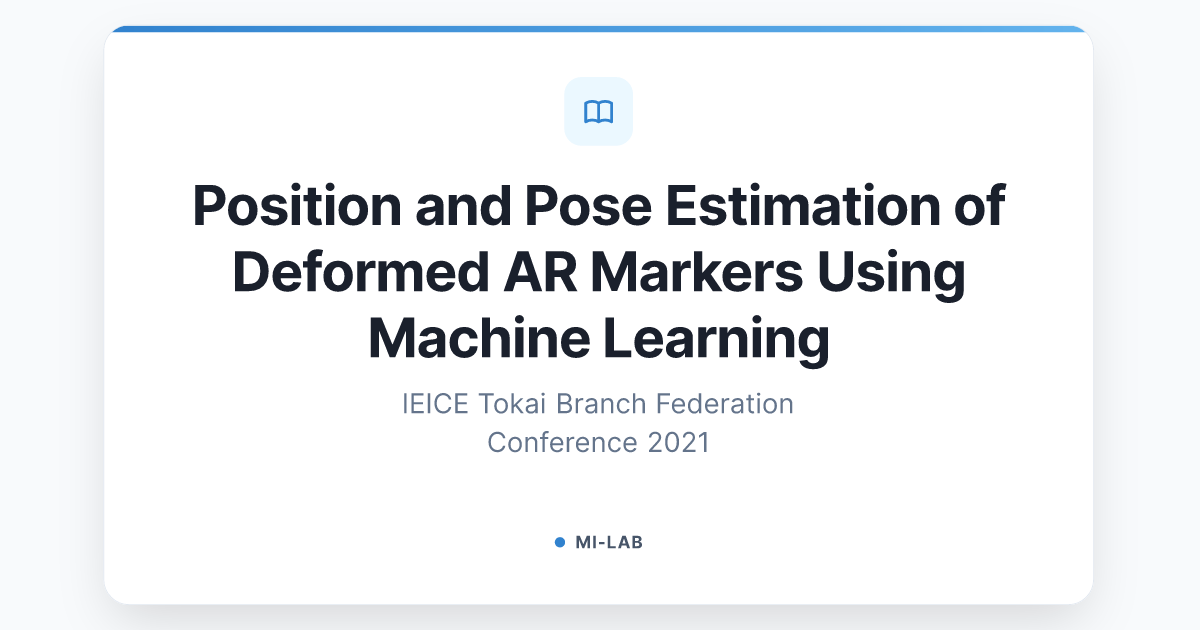 Position and Pose Estimation of
Deformed AR Markers Using
Machine Learning
IEICE Tokai Branch Federation
Conference 2021
MI-LAB